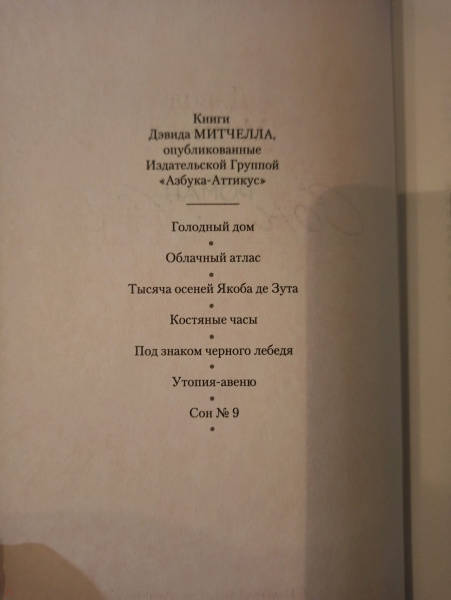 Книги
Дэвида МИТЧЕЛЛА,
опубликованные
Издательской Группой
«Азбука-Аттикус»
Голодный дом
•
Облачный атлас
•
Тысяча осеней Якоба де Зута
•
Костяные часы
•
Под знаком черного лебедя
•
Утопия-авеню
•
Сон № 9
•